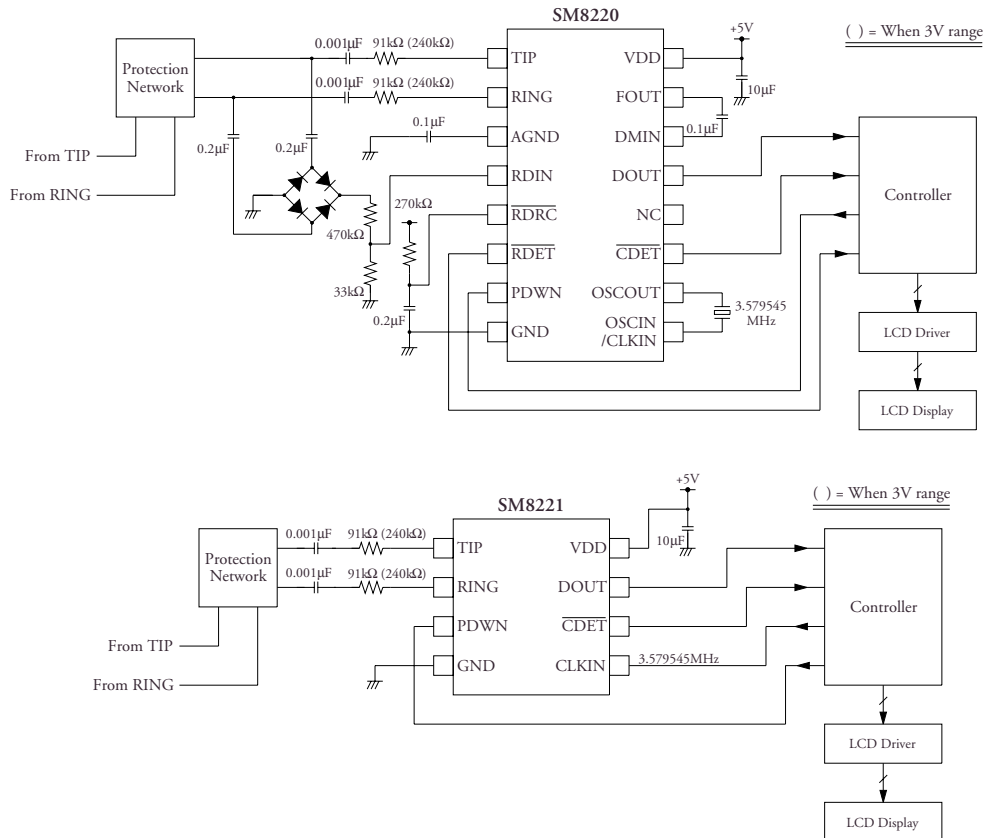 SM8220
( ) = When 3V range
+5V
0.001µF
91kΩ (240kΩ)
TIP
VDD
Protection
Network
0.001µF
91kΩ (240kΩ)
10µF
RING
FOUT
0.1µF
AGND
DMIN
0.1µF
From TIP
0.2µF
0.2µF
RDIN
DOUT
Controller
From RING
270kΩ
RDRC
NC
470kΩ
RDET
CDET
33kΩ
PDWN
OSCOUT
3.579545
MHz
0.2µF
GND
OSCIN
/CLKIN
LCD Driver
LCD Display
+5V
( ) = When 3V range
SM8221
0.001µF
91kΩ (240kΩ)
TIP
VDD
10µF
Protection
Network
0.001µF
91kΩ (240kΩ)
RING
DOUT
Controller
From TIP
PDWN
CDET
From RING
GND
CLKIN
3.579545MHz
LCD Driver
LCD Display